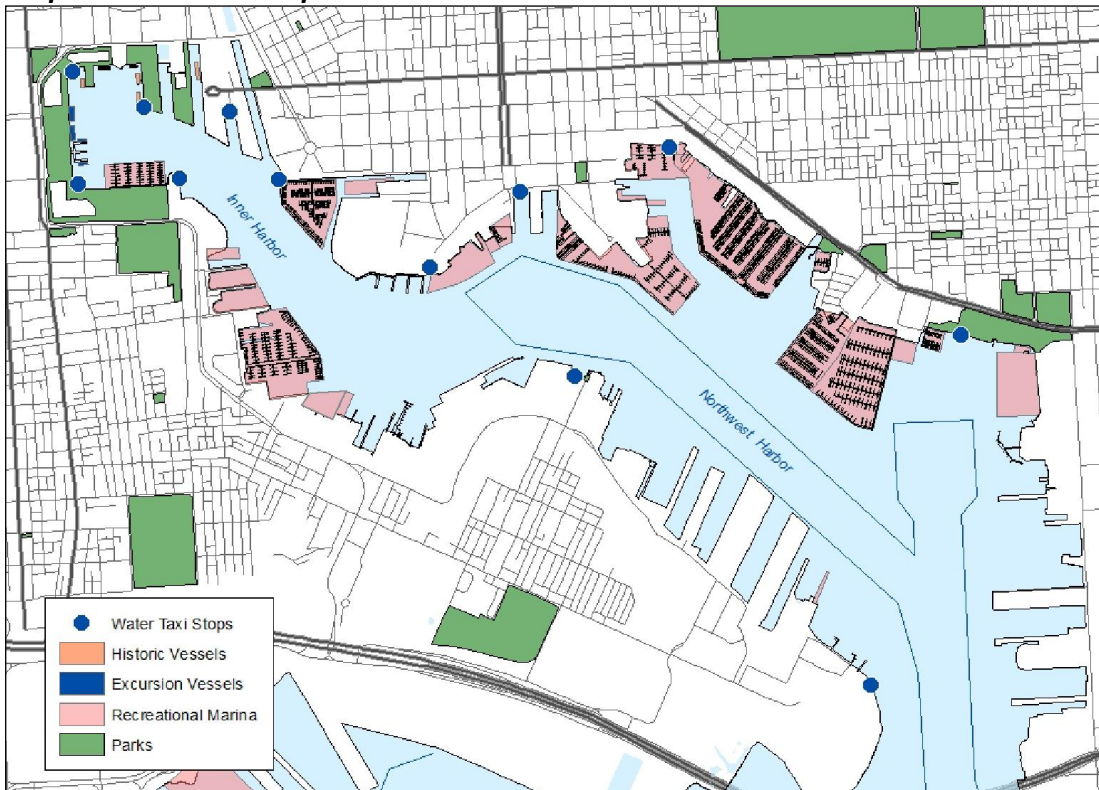 Inner Harbor
Northwest Harbor
Water Taxi Stops
Historic Vessels
Excursion Vessels
Recreational Marina
Parks